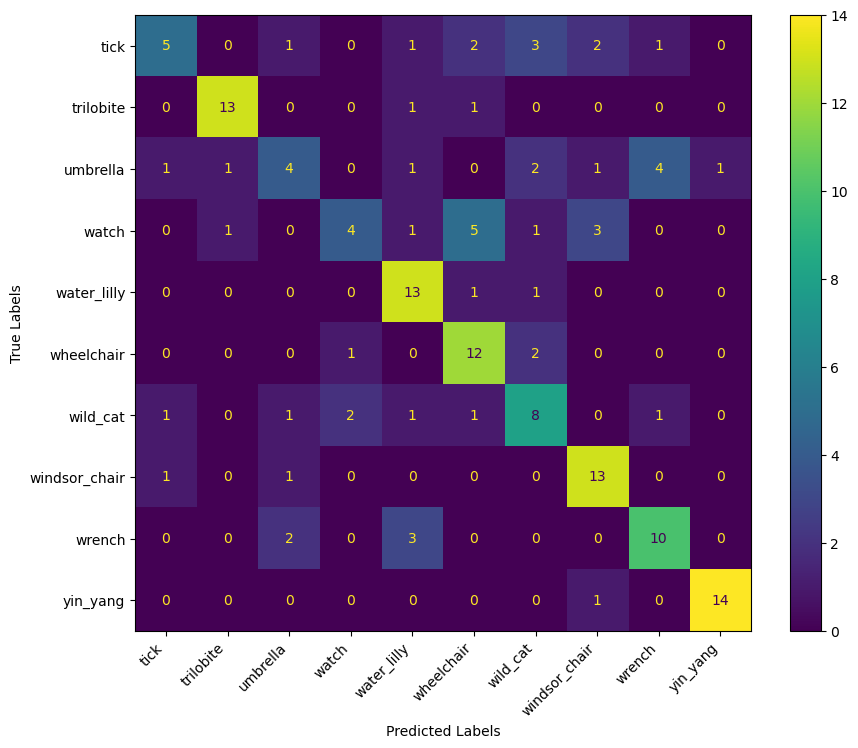 tick 5 0 1 0 1 2 3 2 1 0
trilobite 0 13 0 0 1 1 0 0 0 0
umbrella 1 1 4 0 1 0 2 1 4 1
watch 0 1 0 4 1 5 1 3 0 0
water_lilly 0 0 0 0 13 1 1 0 0 0
wheelchair 0 0 0 1 0 12 2 0 0 0
wild_cat 1 0 1 2 1 1 8 0 1 0
windsor_chair 1 0 1 0 0 0 0 13 0 0
wrench 0 0 2 0 3 0 0 0 10 0
yin_yang 0 0 0 0 0 0 0 1 0 14
tick trilobite umbrella watch water_lilly wheelchair wild_cat windsor_chair wrench yin_yang
Predicted Labels
True Labels
14
12
10
8
6
4
2
0